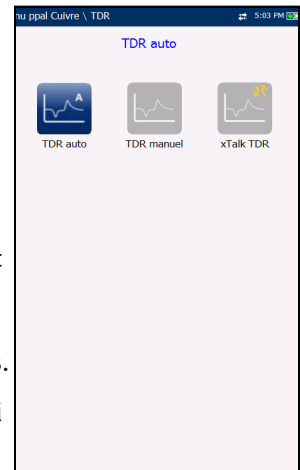 nu ppal Cuivre \ TDR 5:03 PM
TDR auto
A
TDR auto TDR manuel xTalk TDR
s.
i